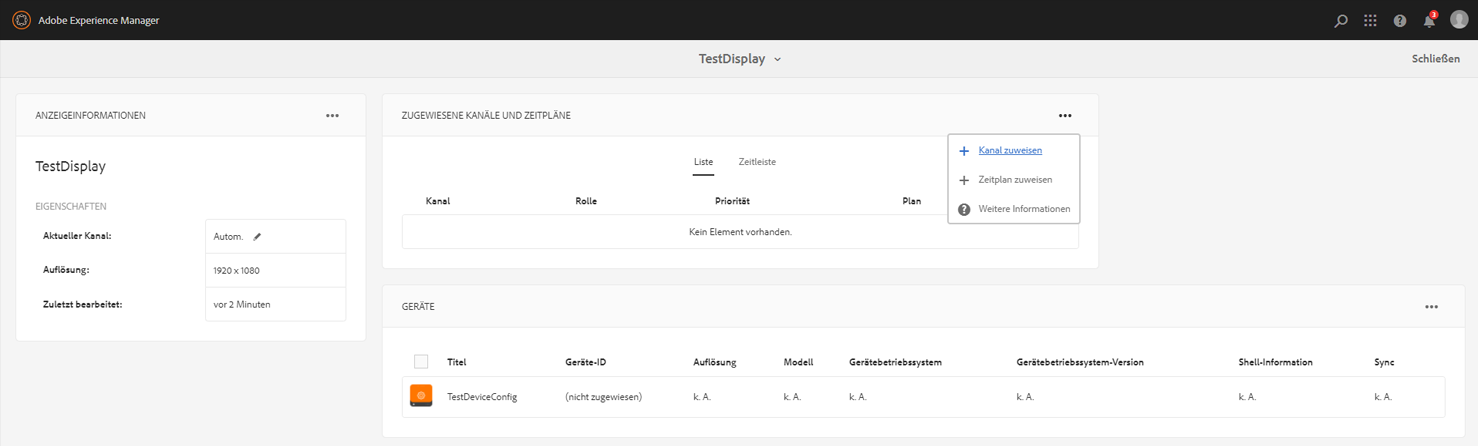 Adobe Experience Manager
3
TestDisplay
Schließen
ANZEIGEINFORMATIONEN
TestDisplay
EIGENSCHAFTEN
Aktueller Kanal: Autom.
Auflösung: 1920 x 1080
Zuletzt bearbeitet: vor 2 Minuten
ZUGEWIESENE KANÄLE UND ZEITPLÄNE
Kanal zuweisen
Zeitplan zuweisen
Weitere Informationen
Liste Zeitleiste
Kanal Rolle Priorität Plan
Kein Element vorhanden.
GERÄTE
Titel Geräte-ID Auflösung Modell Gerätebetriebssystem Gerätebetriebssystem-Version Shell-Information Sync
TestDeviceConfig (nicht zugewiesen) k. A. k. A. k. A. k. A. k. A. k. A.